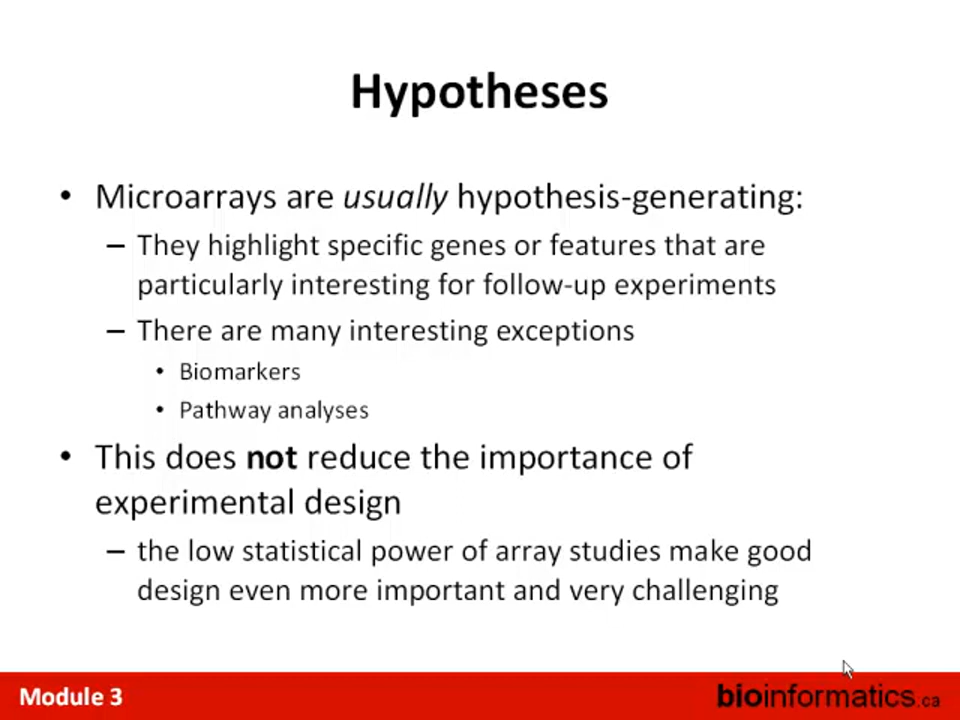 Hypotheses
• Microarrays are usually hypothesis-generating:
– They highlight specific genes or features that are
particularly interesting for follow-up experiments
– There are many interesting exceptions
• Biomarkers
• Pathway analyses
• This does not reduce the importance of
experimental design
– the low statistical power of array studies make good
design even more important and very challenging
Module 3
bioinformatics.ca